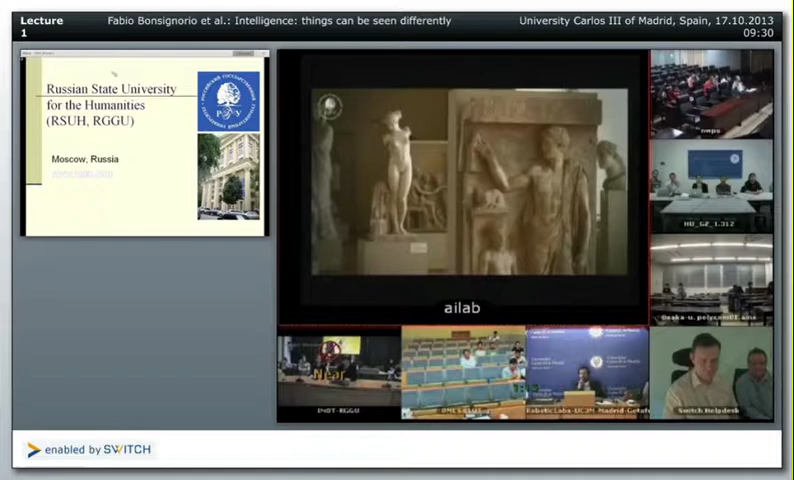 Lecture
1
Fabio Bonsignorio et al.: Intelligence: things can be seen differently
University Carlos III of Madrid, Spain, 17.10.2013
09:30
Russian State University
for the Humanities
(RSUH, RGGU)
Moscow, Russia
ailab
nwpu
HU_GZ_1.312
Near
Switch Helpdesk
enabled by SWITCH